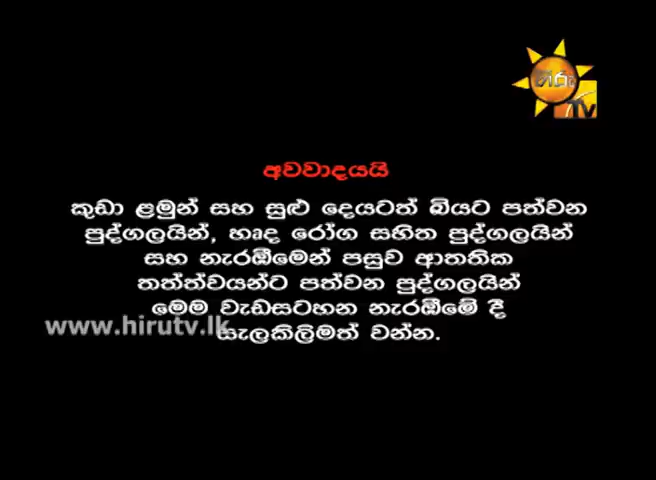 හිරු
TV
අවවාදයයි
කුඩා ළමුන් සහ සුළු දෙයටත් බියට පත්වන
පුද්ගලයින්, හෘද රෝග සහිත පුද්ගලයින්
සහ නැරඹීමෙන් පසුව ආතතික
තත්ත්වයන්ට පත්වන පුද්ගලයින්
මෙම වැඩසටහන නැරඹීමේ දී
www.hirutv.lk
සැලකිලිමත් වන්න.